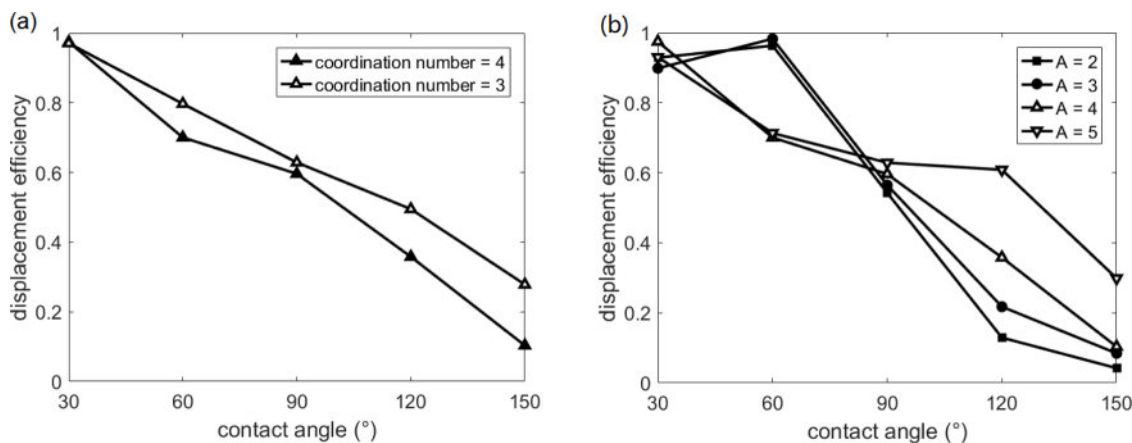 (a)
1
0.8
0.6
0.4
0.2
0
displacement efficiency
30
60
90
120
150
contact angle (°)
coordination number = 4
coordination number = 3
(b)
1
0.8
0.6
0.4
0.2
0
displacement efficiency
30
60
90
120
150
contact angle (°)
A = 2
A = 3
A = 4
A = 5